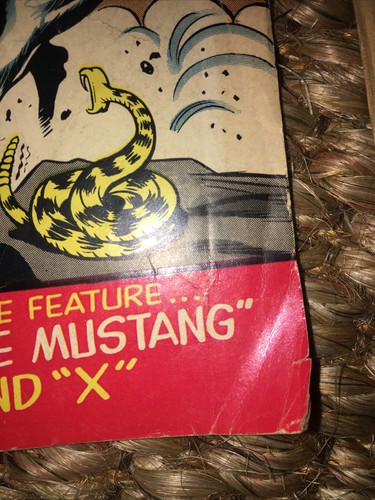 E FEATURE...
E MUSTANG"
ND "X"